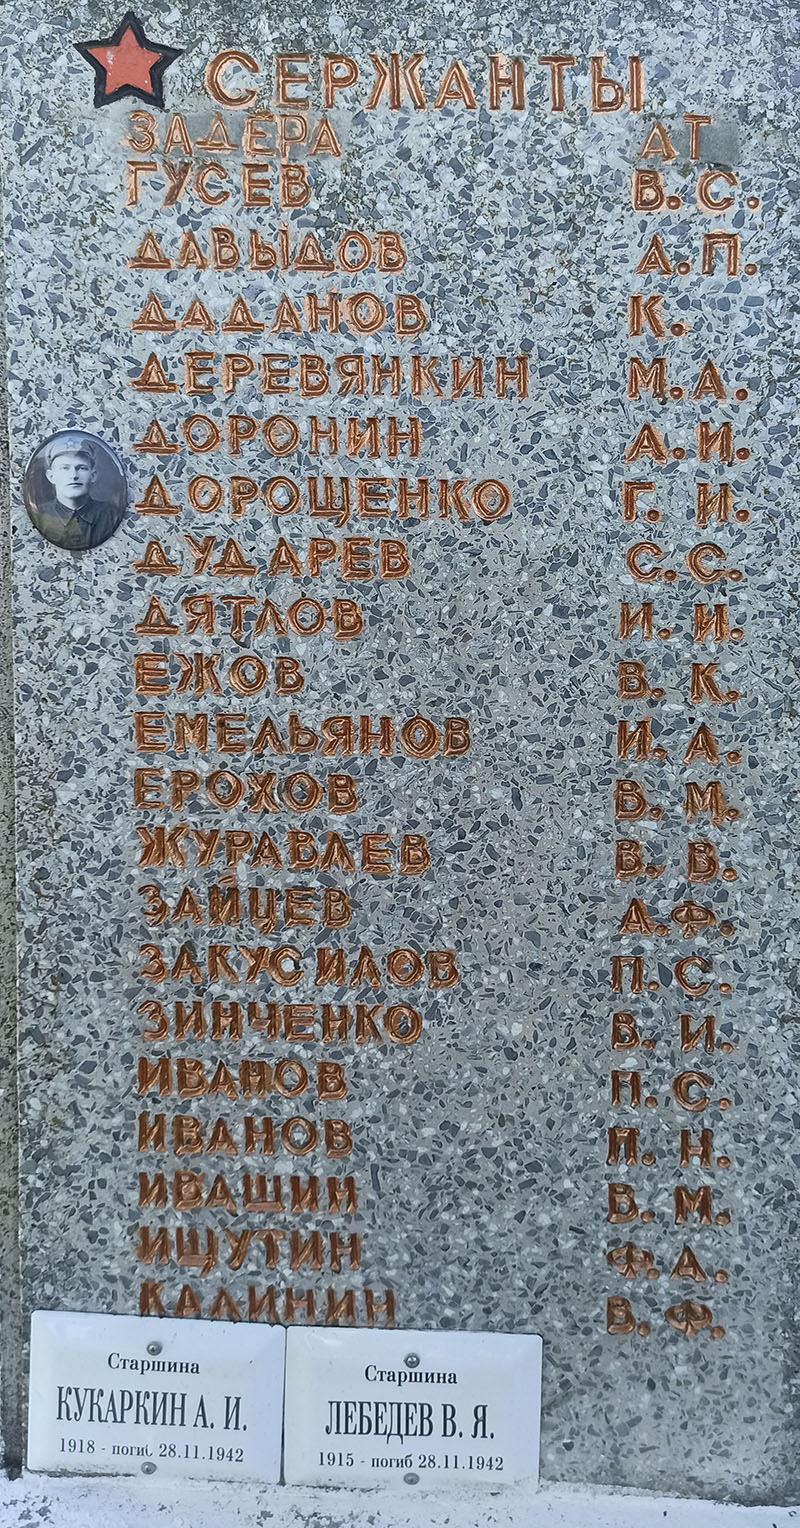 СЕРЖАНТЫ
ЗАДЕРА АТ
ГУСЕВ В. С.
ДАВЫДОВ А. П.
ДАДАНОВ К.
ДЕРЕВЯНКИН М. А.
ДОРОНИН А. И.
ДОРОЩЕНКО Г. И.
ДУДАРЕВ С. С.
ДЯТЛОВ И. И.
ЕЖОВ В. К.
ЕМЕЛЬЯНОВ И. А.
ЕРОХОВ В. М.
ЖУРАВЛЕВ В. В.
ЗАЙЦЕВ А. Ф.
ЗАКУСИЛОВ П. С.
ЗИНЧЕНКО В. И.
ИВАНОВ П. С.
ИВАНОВ П. Н.
ИВАШИН В. М.
ИЩУТИН Ф. А.
КАЛИНИН В. Ф.
Старшина
КУКАРКИН А. И.
1918 - погиб 28.11.1942
Старшина
ЛЕБЕДЕВ В. Я.
1915 - погиб 28.11.1942